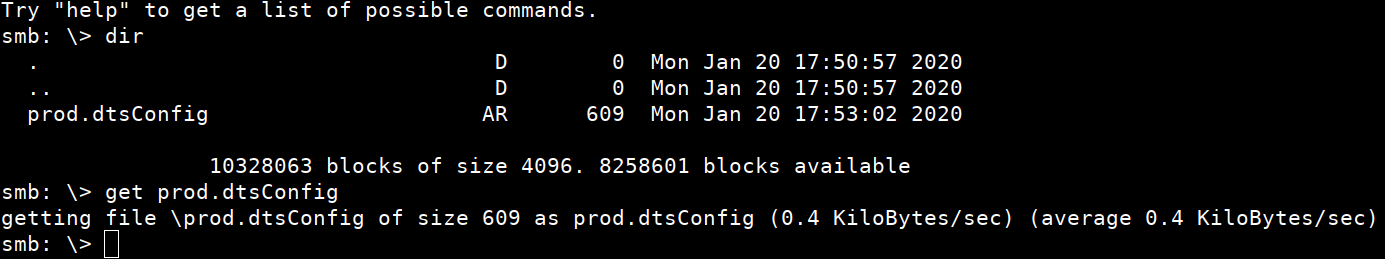 Try "help" to get a list of possible commands.
smb: \> dir
  .                                   D        0  Mon Jan 20 17:50:57 2020
  ..                                  D        0  Mon Jan 20 17:50:57 2020
  prod.dtsConfig                     AR      609  Mon Jan 20 17:53:02 2020
                10328063 blocks of size 4096. 8258601 blocks available
smb: \> get prod.dtsConfig
getting file \prod.dtsConfig of size 609 as prod.dtsConfig (0.4 KiloBytes/sec) (average 0.4 KiloBytes/sec)
smb: \>